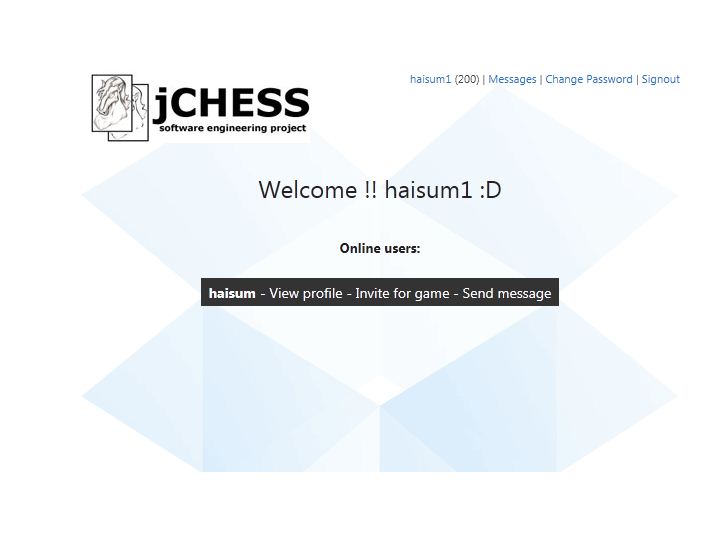 haisum1 (200) | Messages | Change Password | Signout
jCHESS
software engineering project
Welcome !! haisum1 :D
Online users:
haisum - View profile - Invite for game - Send message